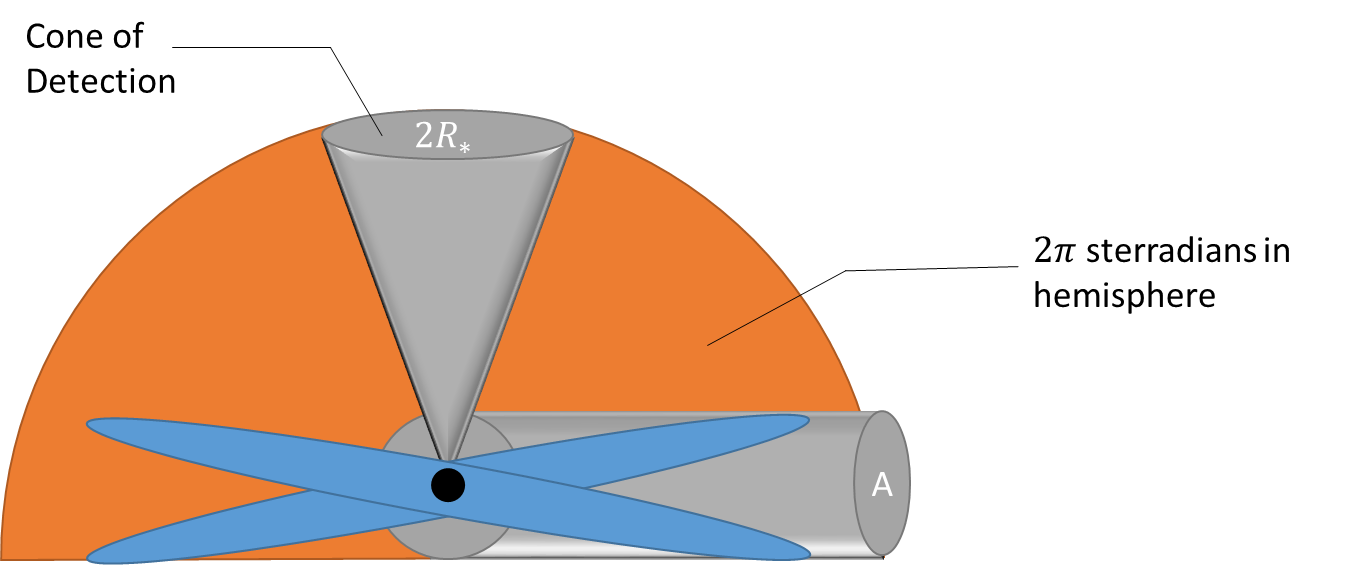 Cone of
Detection
2R*
2π sterradians in
hemisphere
A